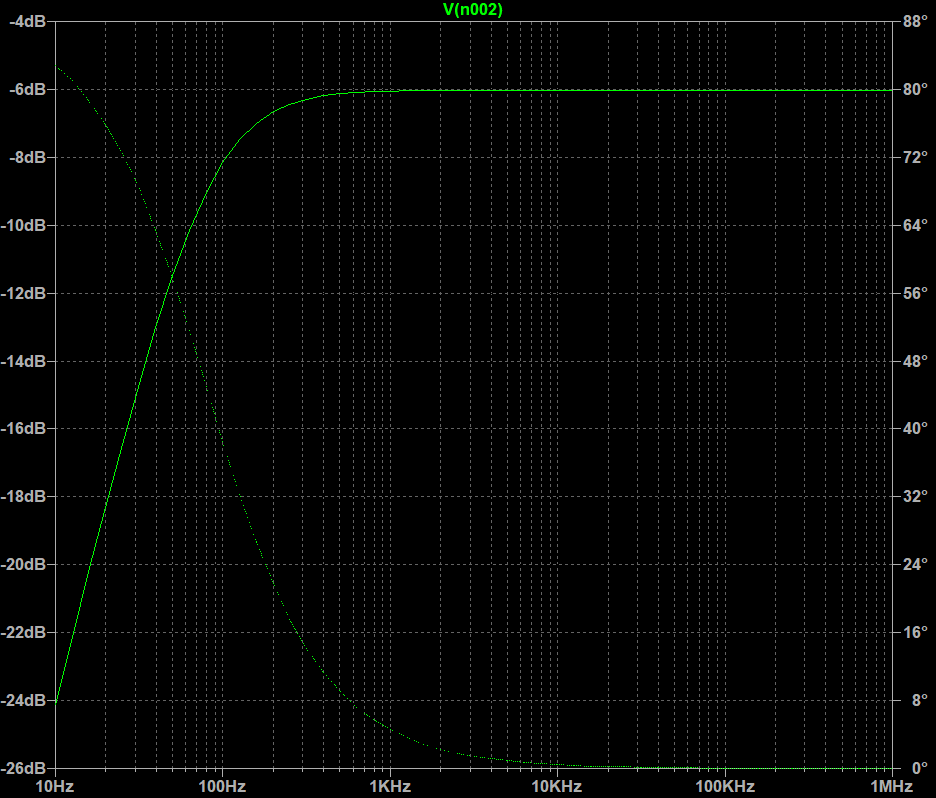 V(n002)
-4dB 88°
-6dB 80°
-8dB 72°
-10dB 64°
-12dB 56°
-14dB 48°
-16dB 40°
-18dB 32°
-20dB 24°
-22dB 16°
-24dB 8°
-26dB 0°
10Hz 100Hz 1KHz 10KHz 100KHz 1MHz